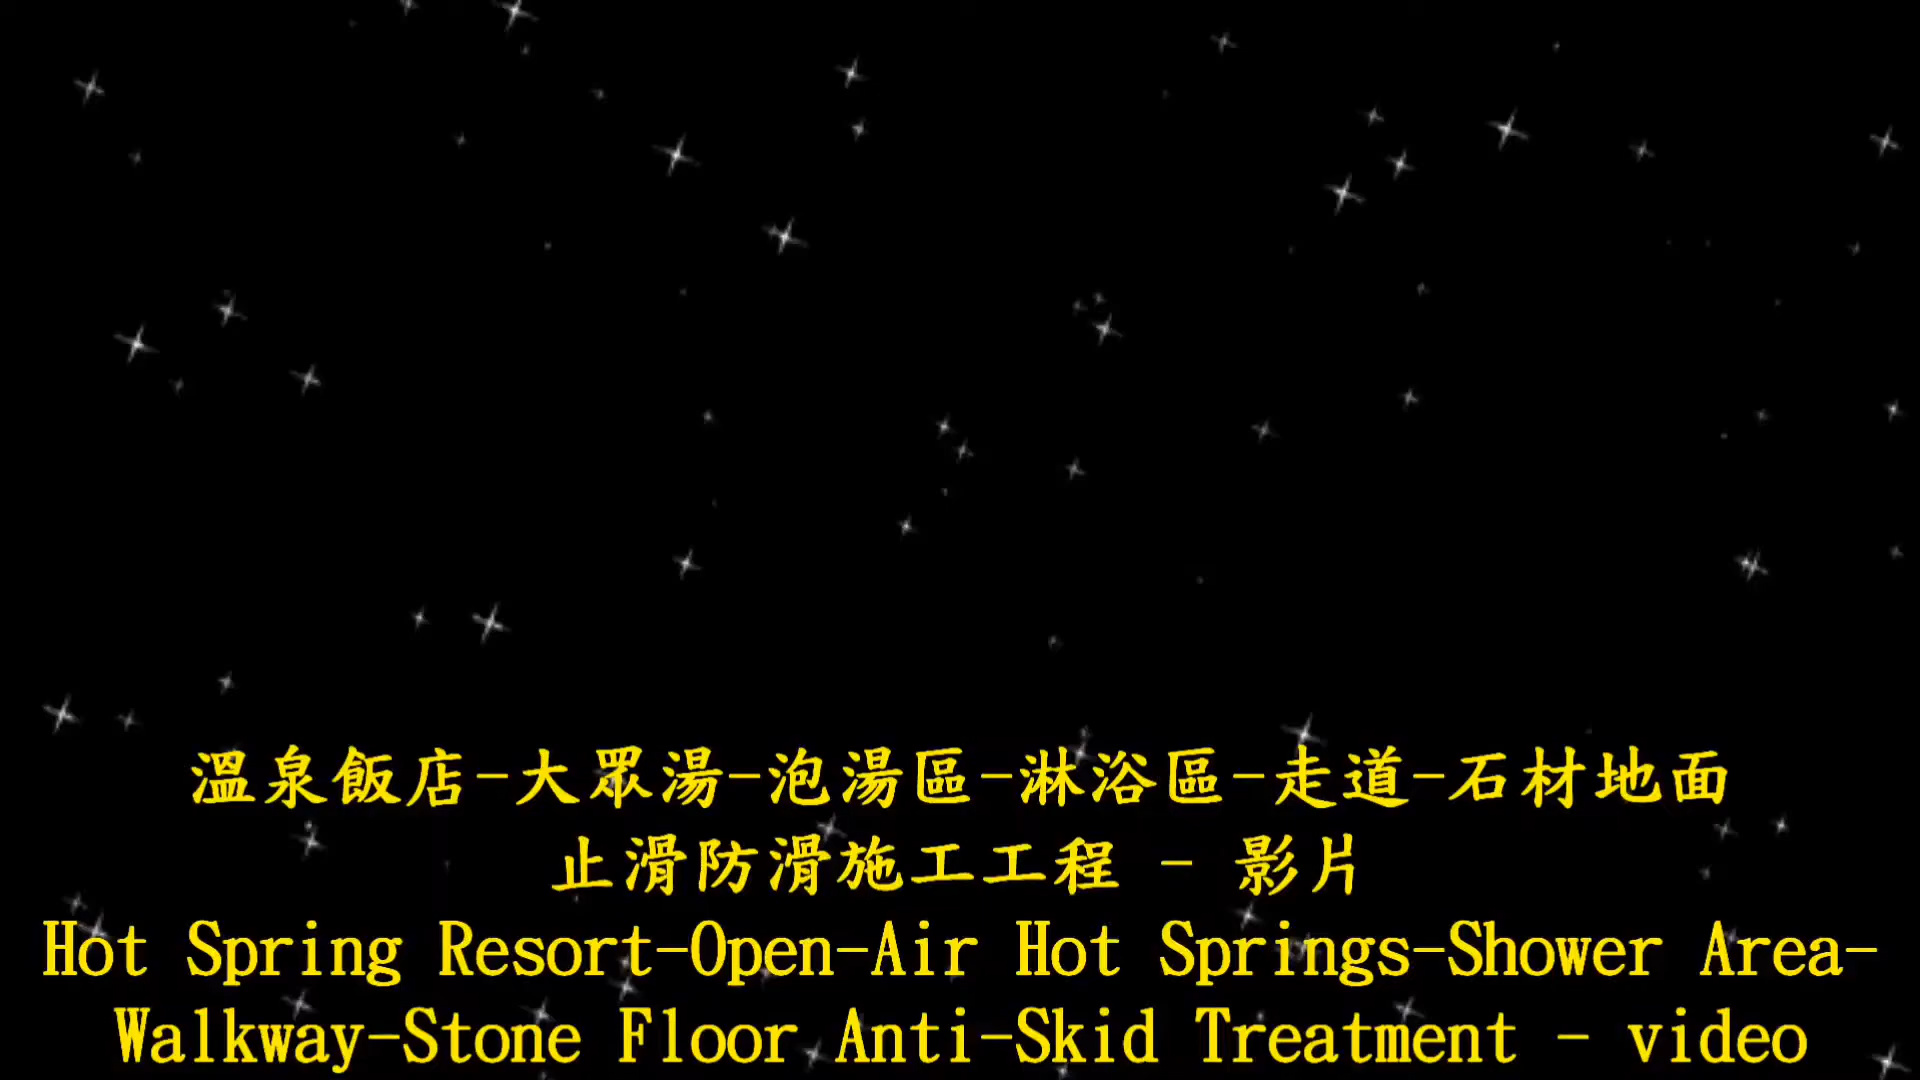 溫泉飯店-大眾湯-泡湯區-淋浴區-走道-石材地面
止滑防滑施工工程 - 影片
Hot Spring Resort-Open-Air Hot Springs-Shower Area-
Walkway-Stone Floor Anti-Skid Treatment - video